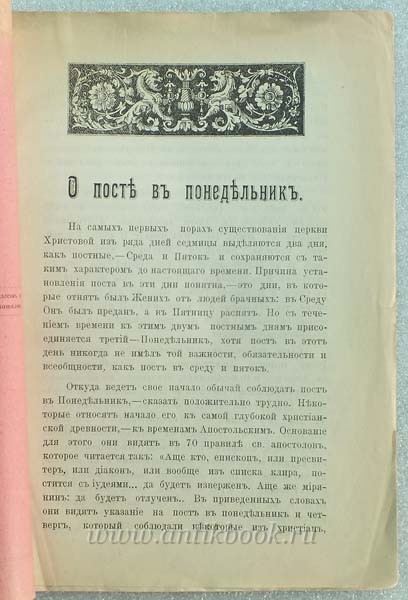 О постѣ въ понедѣльникъ.
На самыхъ первыхъ порахъ существованія церкви
Христовой изъ ряда дней седмицы выдѣляются два дня,
какъ постные,—Среда и Пятокъ и сохраняются съ та-
кимъ характеромъ до настоящаго времени. Причина уста-
новленія поста въ эти дни понятна,—это дни, въ кото-
рые отнятъ былъ Женихъ отъ людей брачныхъ: въ Среду
Онъ былъ преданъ, а въ Пятницу распятъ. Но съ тече-
ніемъ времени къ этимъ двумъ постнымъ днямъ присо-
единяется третій—Понедѣльникъ, хотя постъ въ этотъ
день никогда не имѣлъ той важности, обязательности и
всеобщности, какъ постъ въ среду и пятокъ.
Откуда ведетъ свое начало обычай соблюдать постъ
въ Понедѣльникъ,—сказать положительно трудно. Нѣко-
торые относятъ начало его къ самой глубокой христіан-
ской древности,—къ временамъ Апостольскимъ. Основаніе
для этого они видятъ въ 70 правилѣ св. апостоловъ,
которое читается такъ: «Аще кто, епископъ, или пресви-
теръ, или діаконъ, или вообще изъ списка клира, по-
стится съ іудеями... да будетъ изверженъ. Аще же міря-
нинъ: да будетъ отлученъ.. Въ приведенныхъ словахъ
они видятъ указаніе на постъ въ понедѣльникъ и чет-
вергъ, который соблюдали нѣкоторые изъ христіанъ,
www.antikbook.ru